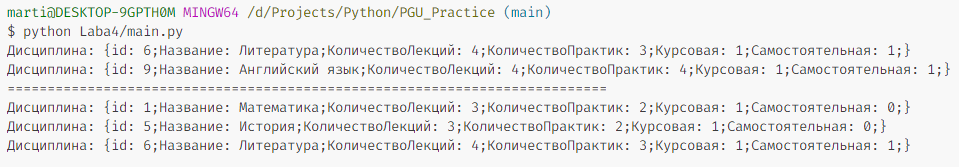 marti@DESKTOP-9GPTH0M MINGW64 /d/Projects/Python/PGU_Practice (main)
$ python Laba4/main.py
Дисциплина: {id: 6;Название: Литература;КоличествоЛекций: 4;КоличествоПрактик: 3;Курсовая: 1;Самостоятельная: 1;}
Дисциплина: {id: 9;Название: Английский язык;КоличествоЛекций: 4;КоличествоПрактик: 4;Курсовая: 1;Самостоятельная: 1;}
==========================================================================
Дисциплина: {id: 1;Название: Математика;КоличествоЛекций: 3;КоличествоПрактик: 2;Курсовая: 1;Самостоятельная: 0;}
Дисциплина: {id: 5;Название: История;КоличествоЛекций: 3;КоличествоПрактик: 2;Курсовая: 1;Самостоятельная: 0;}
Дисциплина: {id: 6;Название: Литература;КоличествоЛекций: 4;КоличествоПрактик: 3;Курсовая: 1;Самостоятельная: 1;}